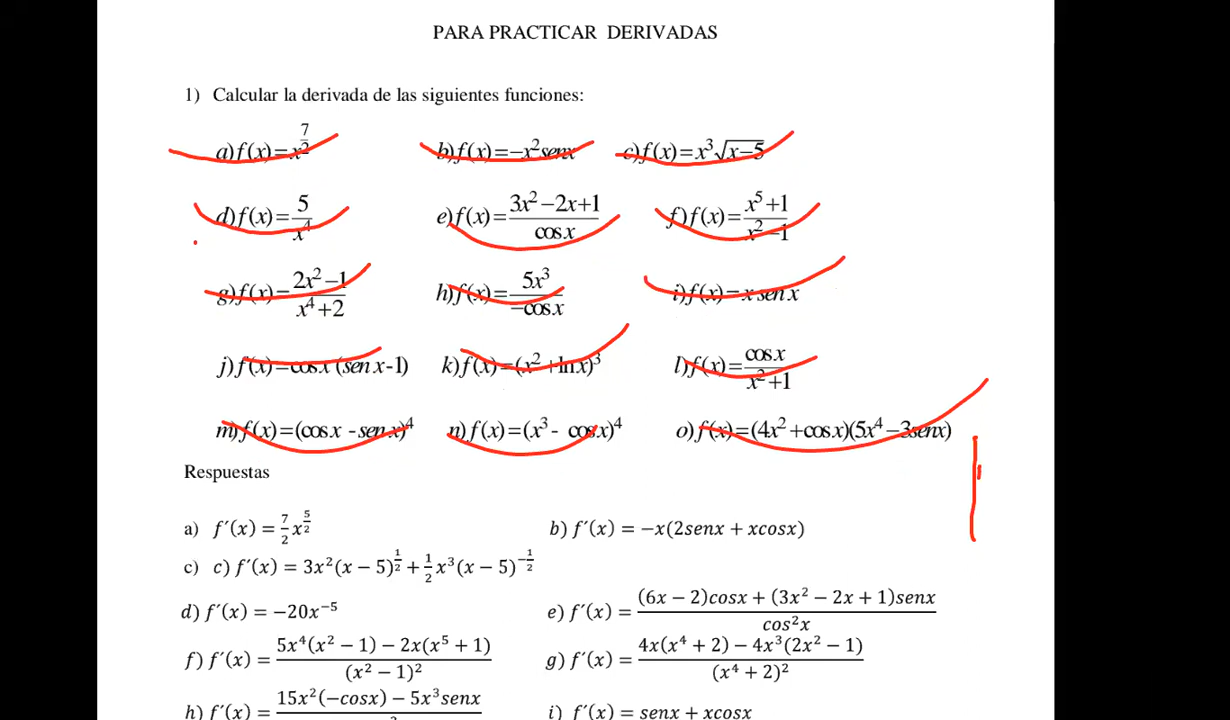 PARA PRACTICAR DERIVADAS
1) Calcular la derivada de las siguientes funciones:
a) f(x)=x^(7/2) b) f(x)=−x² senx c) f(x)=x³√(x−5)
d) f(x)=5/x⁴ e) f(x)=(3x²−2x+1)/cosx f) f(x)=(x⁵+1)/(x²−1)
g) f(x)=(2x²−1)/(x⁴+2) h) f(x)=5x³/(−cosx) i) f(x)=x sen x
j) f(x)=cosx (sen x-1) k) f(x)=(x²+lnx)³ l) f(x)=cosx/(x²+1)
m) f(x)=(cosx - sen x)⁴ n) f(x)=(x³ - cosx)⁴ o) f(x)=(4x²+cosx)(5x⁴−3senx)
Respuestas
a) f´(x) = 7/2 x^(5/2) b) f´(x) = −x(2senx + xcosx)
c) c) f´(x) = 3x²(x − 5)^(1/2) + 1/2 x³(x − 5)^(−1/2)
d) f´(x) = −20x⁻⁵ e) f´(x) = ((6x − 2)cosx + (3x² − 2x + 1)senx)/cos²x
f) f´(x) = (5x⁴(x² − 1) − 2x(x⁵ + 1))/(x² − 1)² g) f´(x) = (4x(x⁴ + 2) − 4x³(2x² − 1))/(x⁴ + 2)²
h) f´(x) = 15x²(−cosx) − 5x³senx i) f´(x) = senx + xcosx